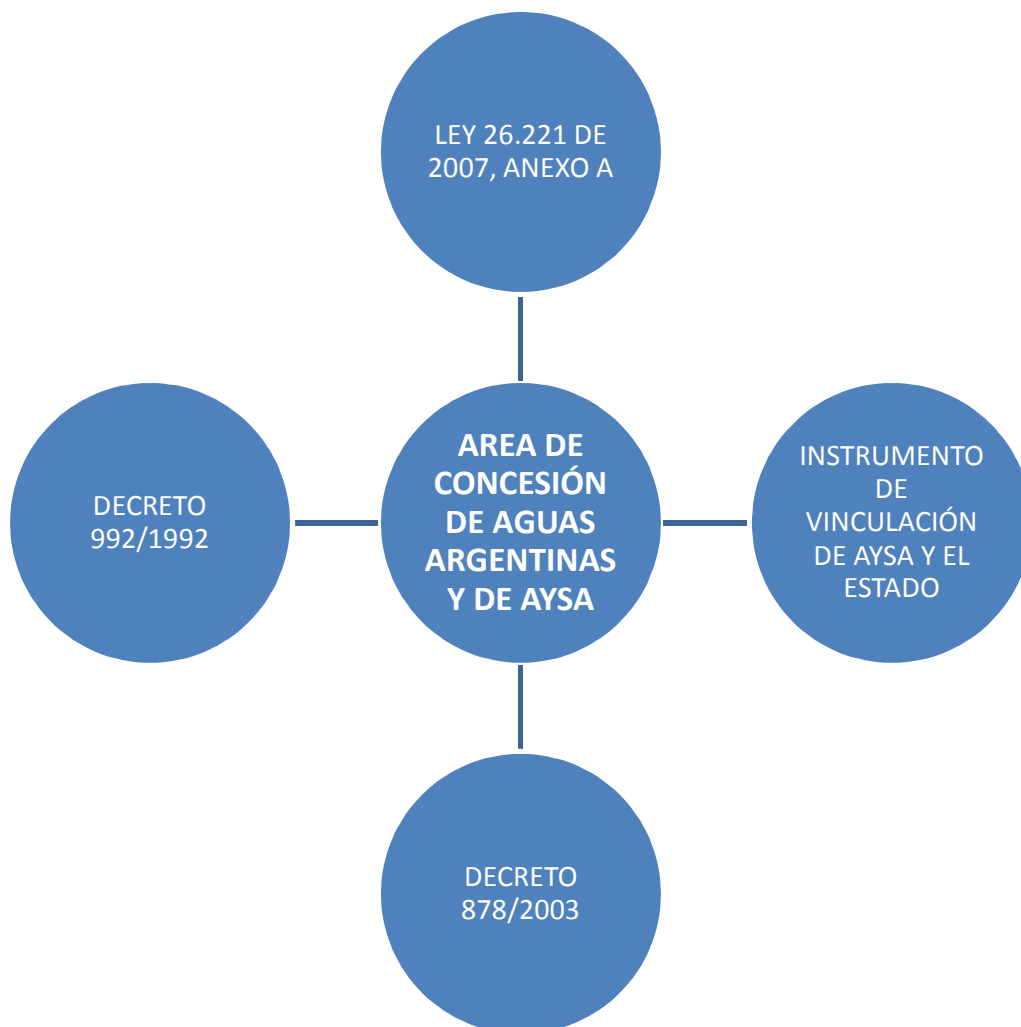 LEY 26.221 DE
2007, ANEXO A
DECRETO
992/1992
AREA DE
CONCESIÓN
DE AGUAS
ARGENTINAS
Y DE AYSA
INSTRUMENTO
DE
VINCULACIÓN
DE AYSA Y EL
ESTADO
DECRETO
878/2003